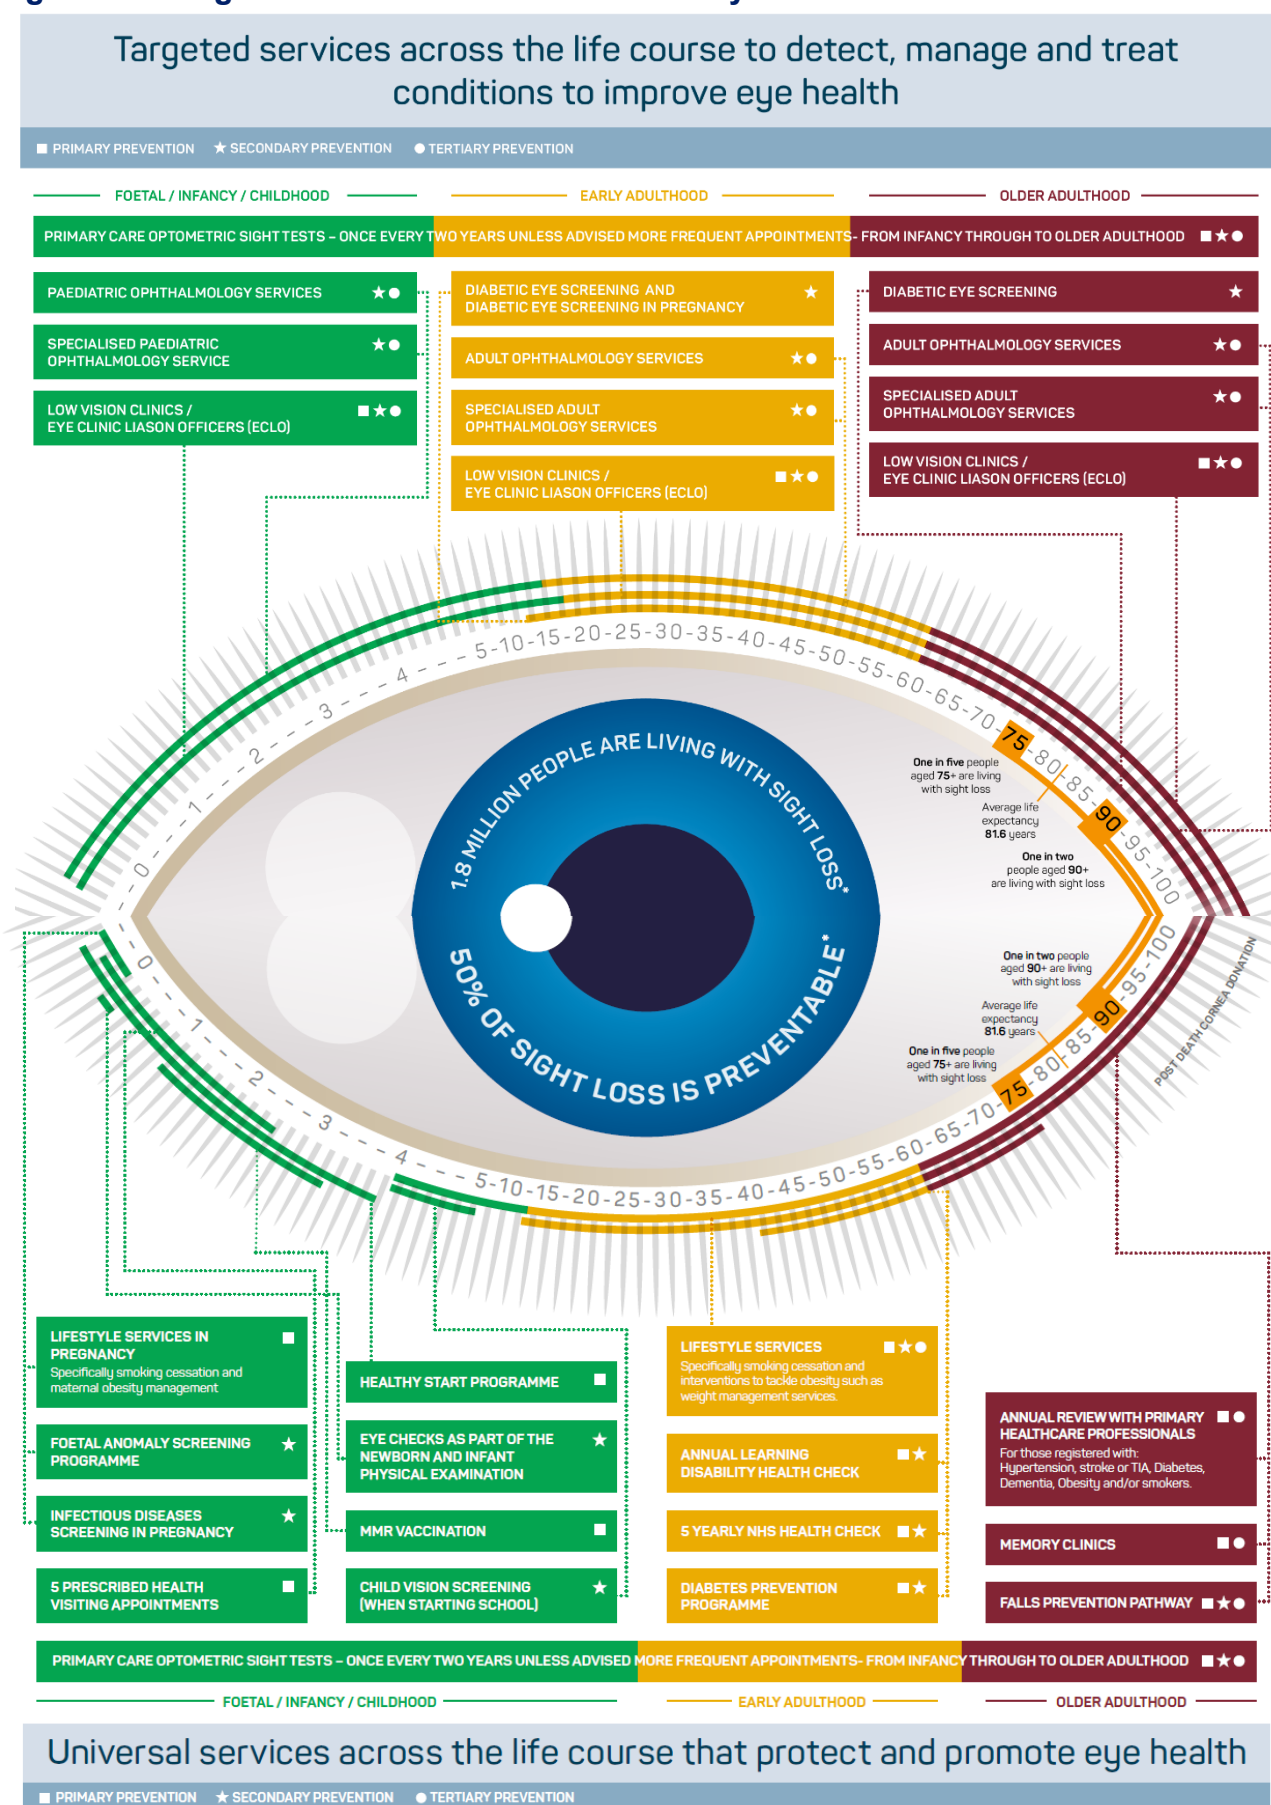 Targeted services across the life course to detect, manage and treat
conditions to improve eye health
PRIMARY PREVENTION SECONDARY PREVENTION TERTIARY PREVENTION
FOETAL / INFANCY / CHILDHOOD
EARLY ADULTHOOD
OLDER ADULTHOOD
PRIMARY CARE OPTOMETRIC SIGHT TESTS – ONCE EVERY TWO YEARS UNLESS ADVISED MORE FREQUENT APPOINTMENTS- FROM INFANCY THROUGH TO OLDER ADULTHOOD
PAEDIATRIC OPHTHALMOLOGY SERVICES
SPECIALISED PAEDIATRIC
OPHTHALMOLOGY SERVICE
LOW VISION CLINICS /
EYE CLINIC LIASON OFFICERS (ECLO)
DIABETIC EYE SCREENING AND
DIABETIC EYE SCREENING IN PREGNANCY
ADULT OPHTHALMOLOGY SERVICES
SPECIALISED ADULT
OPHTHALMOLOGY SERVICES
LOW VISION CLINICS /
EYE CLINIC LIASON OFFICERS (ECLO)
DIABETIC EYE SCREENING
ADULT OPHTHALMOLOGY SERVICES
SPECIALISED ADULT
OPHTHALMOLOGY SERVICES
LOW VISION CLINICS /
EYE CLINIC LIASON OFFICERS (ECLO)
0 - - - 1 - - - 2 - - - 3 - - - 4 - - - 5-10-15-20-25-30-35-40-45-50-55-60-65-70-75-80-85-90-95-100
One in five people
aged 75+ are living
with sight loss
Average life
expectancy
81.6 years
One in two
people aged 90+
are living with sight loss
1.8 MILLION PEOPLE ARE LIVING WITH SIGHT LOSS*
50% OF SIGHT LOSS IS PREVENTABLE*
One in two people
aged 90+ are living
with sight loss
Average life
expectancy
81.6 years
One in five people
aged 75+ are living
with sight loss
POST DEATH CORNEA DONATION
0 - - - 1 - - - 2 - - - 3 - - - 4 - - - 5-10-15-20-25-30-35-40-45-50-55-60-65-70-75-80-85-90-95-100
LIFESTYLE SERVICES IN
PREGNANCY
Specifically smoking cessation and
maternal obesity management
FOETAL ANOMALY SCREENING
PROGRAMME
INFECTIOUS DISEASES
SCREENING IN PREGNANCY
5 PRESCRIBED HEALTH
VISITING APPOINTMENTS
HEALTHY START PROGRAMME
EYE CHECKS AS PART OF THE
NEWBORN AND INFANT
PHYSICAL EXAMINATION
MMR VACCINATION
CHILD VISION SCREENING
(WHEN STARTING SCHOOL)
LIFESTYLE SERVICES
Specifically smoking cessation and
interventions to tackle obesity such as
weight management services.
ANNUAL LEARNING
DISABILITY HEALTH CHECK
5 YEARLY NHS HEALTH CHECK
DIABETES PREVENTION
PROGRAMME
ANNUAL REVIEW WITH PRIMARY
HEALTHCARE PROFESSIONALS
For those registered with:
Hypertension, stroke or TIA, Diabetes,
Dementia, Obesity and/or smokers.
MEMORY CLINICS
FALLS PREVENTION PATHWAY
PRIMARY CARE OPTOMETRIC SIGHT TESTS – ONCE EVERY TWO YEARS UNLESS ADVISED MORE FREQUENT APPOINTMENTS- FROM INFANCY THROUGH TO OLDER ADULTHOOD
FOETAL / INFANCY / CHILDHOOD
EARLY ADULTHOOD
OLDER ADULTHOOD
Universal services across the life course that protect and promote eye health
PRIMARY PREVENTION SECONDARY PREVENTION TERTIARY PREVENTION